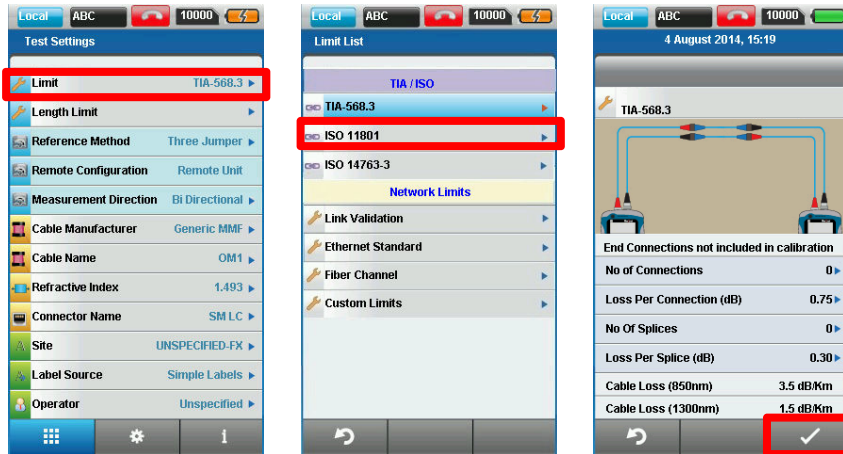 Local ABC 10000
Test Settings
Limit TIA-568.3
Length Limit
Reference Method Three Jumper
Remote Configuration Remote Unit
Measurement Direction Bi Directional
Cable Manufacturer Generic MMF
Cable Name OM1
Refractive Index 1.493
Connector Name SM LC
Site UNSPECIFIED-FX
Label Source Simple Labels
Operator Unspecified
i
Local ABC 10000
Limit List
TIA / ISO
TIA-568.3
ISO 11801
ISO 14763-3
Network Limits
Link Validation
Ethernet Standard
Fiber Channel
Custom Limits
Local ABC 10000
4 August 2014, 15:19
TIA-568.3
End Connections not included in calibration
No of Connections 0
Loss Per Connection (dB) 0.75
No Of Splices 0
Loss Per Splice (dB) 0.30
Cable Loss (850nm) 3.5 dB/Km
Cable Loss (1300nm) 1.5 dB/Km